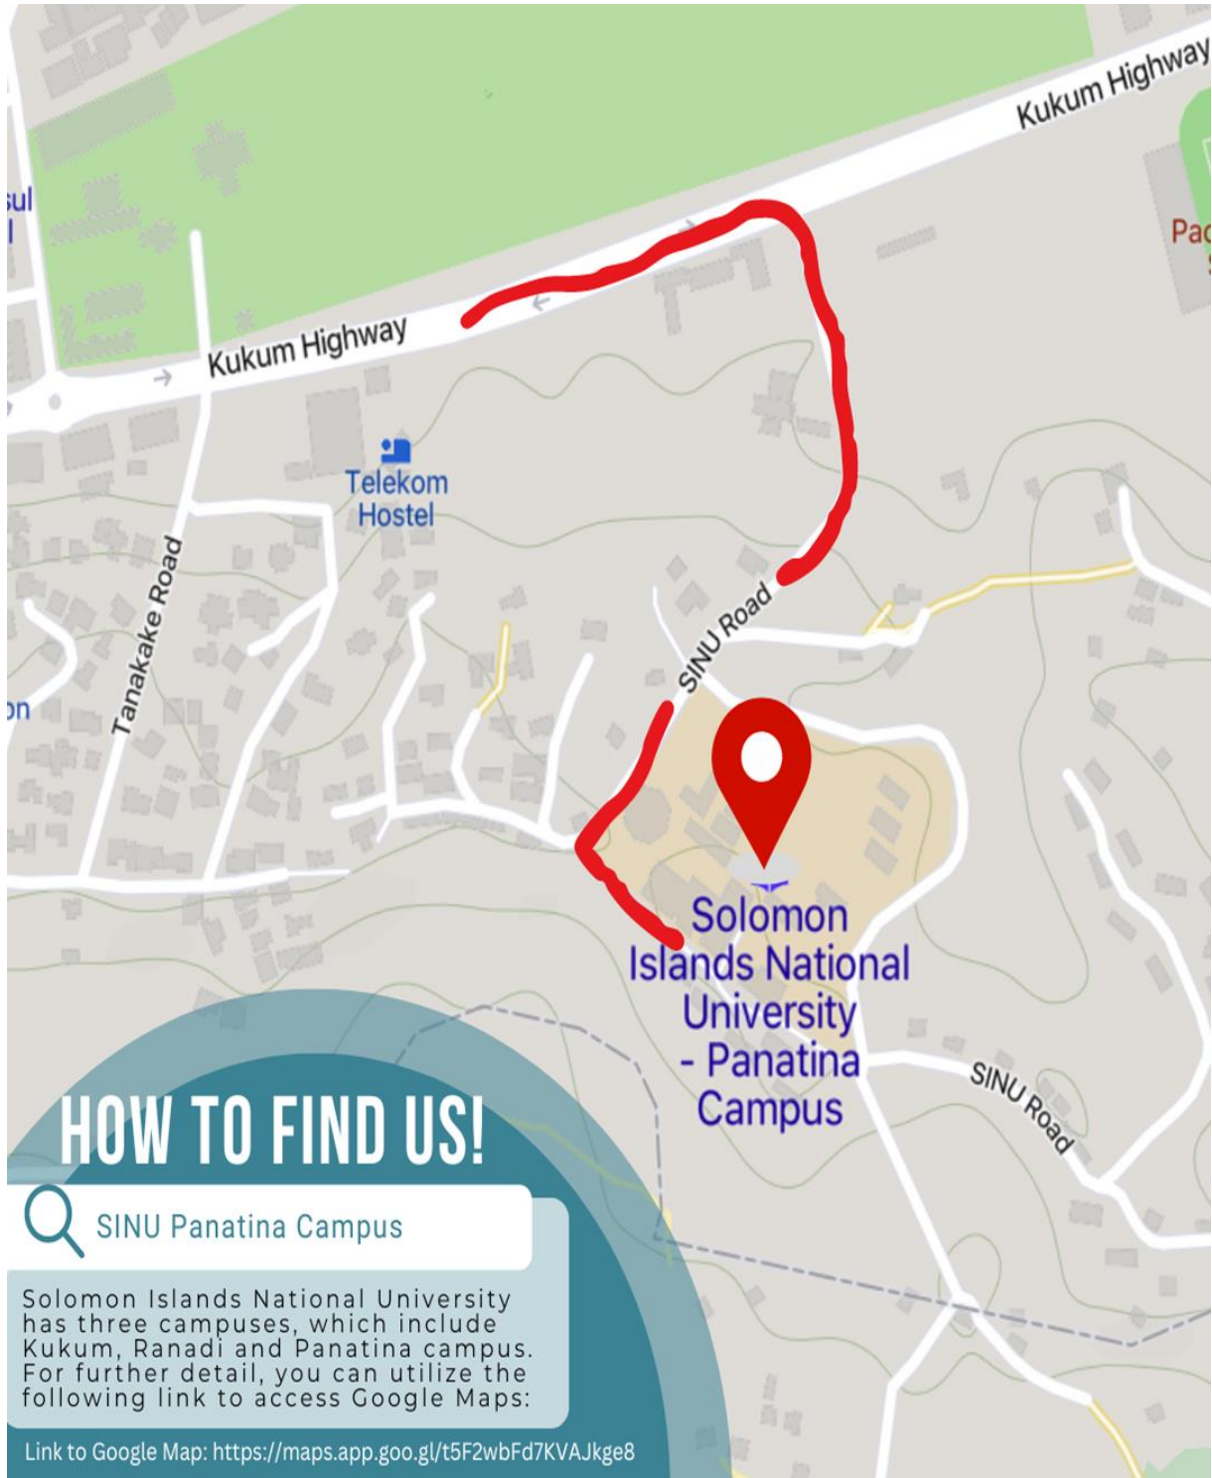 Kukum Highway
Kukum Highway
Telekom
Hostel
Tanakake Road
SINU Road
Solomon
Islands National
University
- Panatina
Campus
SINU Road
HOW TO FIND US!
SINU Panatina Campus
Solomon Islands National University
has three campuses, which include
Kukum, Ranadi and Panatina campus.
For further detail, you can utilize the
following link to access Google Maps:
Link to Google Map: https://maps.app.goo.gl/t5F2wbFd7KVAJkge8